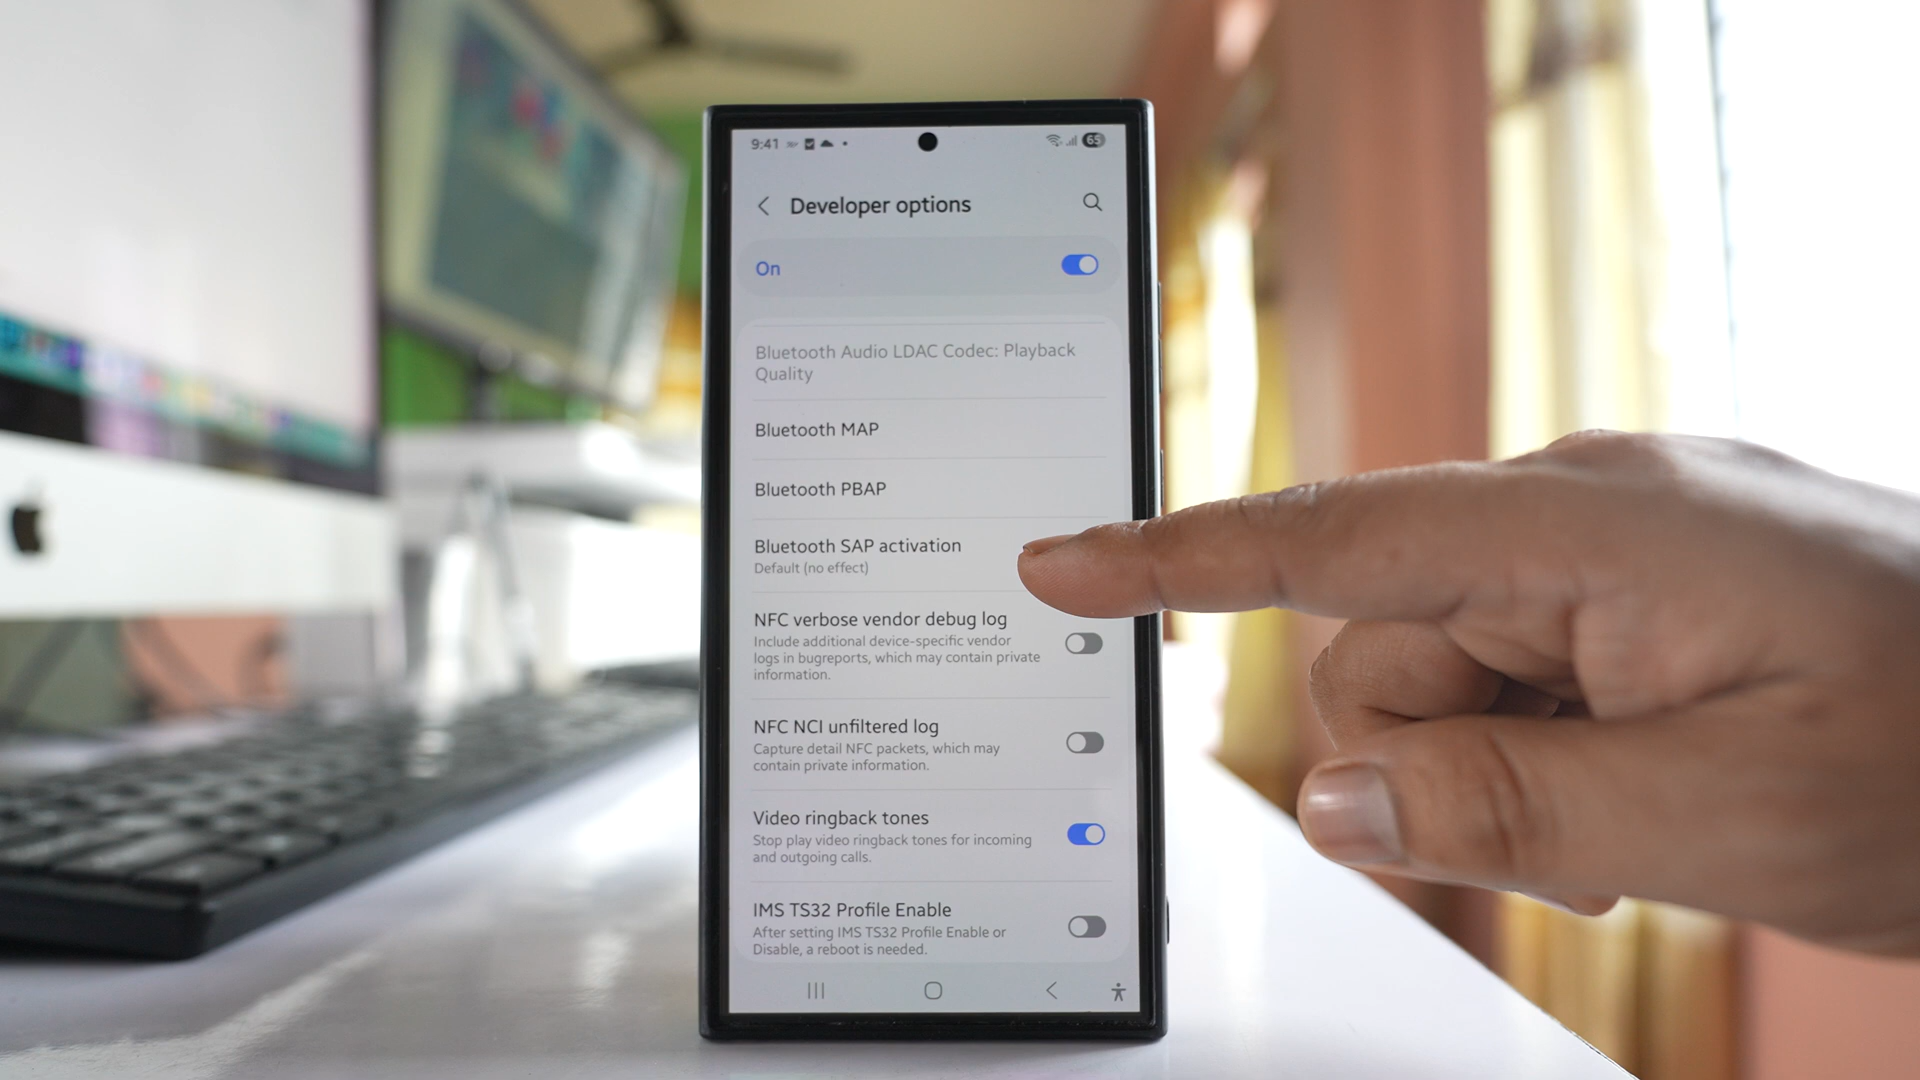 9:41
65
Developer options
On
Bluetooth Audio LDAC Codec: Playback
Quality
Bluetooth MAP
Bluetooth PBAP
Bluetooth SAP activation
Default (no effect)
NFC verbose vendor debug log
Include additional device-specific vendor
logs in bugreports, which may contain private
information.
NFC NCI unfiltered log
Capture detail NFC packets, which may
contain private information.
Video ringback tones
Stop play video ringback tones for incoming
and outgoing calls.
IMS TS32 Profile Enable
After setting IMS TS32 Profile Enable or
Disable, a reboot is needed.